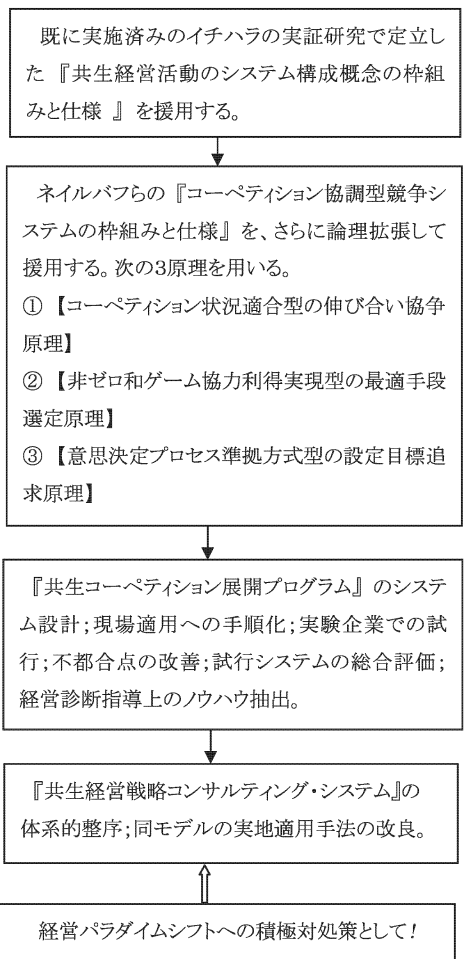 既に実施済みのイチハラの実証研究で定立し
た『共生経営活動のシステム構成概念の枠組
みと仕様 』を援用する。
ネイルバフらの『コーペティション協調型競争シ
ステムの枠組みと仕様』を、さらに論理拡張して
援用する。次の3原理を用いる。
①【コーペティション状況適合型の伸び合い協争
原理】
②【非ゼロ和ゲーム協力利得実現型の最適手段
選定原理】
③【意思決定プロセス準拠方式型の設定目標追
求原理】
『共生コーペティション展開プログラム』のシステ
ム設計;現場適用への手順化;実験企業での試
行;不都合点の改善;試行システムの総合評価;
経営診断指導上のノウハウ抽出。
『共生経営戦略コンサルティング・システム』の
体系的整序;同モデルの実地適用手法の改良。
経営パラダイムシフトへの積極対処策として!